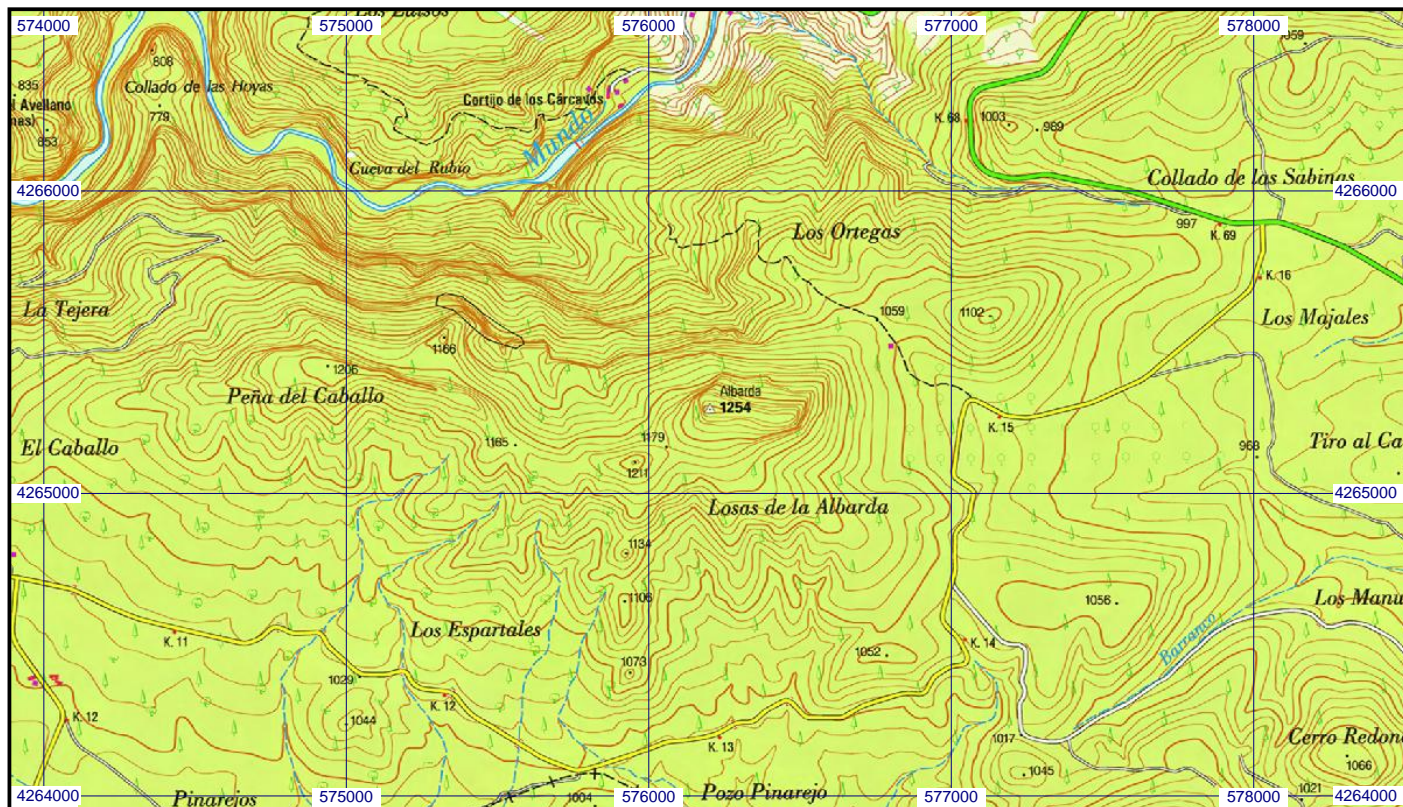 Los Luisos
574000
575000
576000
577000
578000
1059
808
835
Collado de las Hoyas
Cortijo de los Cárcavos
Avellano
779
853
K. 68
1003
989
Mundo
Cueva del Rubio
Collado de las Sabinas
4266000
4266000
997
K. 69
Los Ortegas
K. 16
La Tejera
1059
1102
Los Majales
1166
1206
Peña del Caballo
Albarda
1254
K. 15
El Caballo
1165
1179
1211
968
Tiro al Ca
4265000
4265000
Losas de la Albarda
1134
1106
1056
Los Manu
K. 11
Los Espartales
K. 14
Barranco
1073
1052
1029
K. 12
K. 12
1044
K. 13
1017
Cerro Redon
1045
1066
4264000
Pinarejos
575000
1004
576000
Pozo Pinarejo
577000
578000
1021
4264000